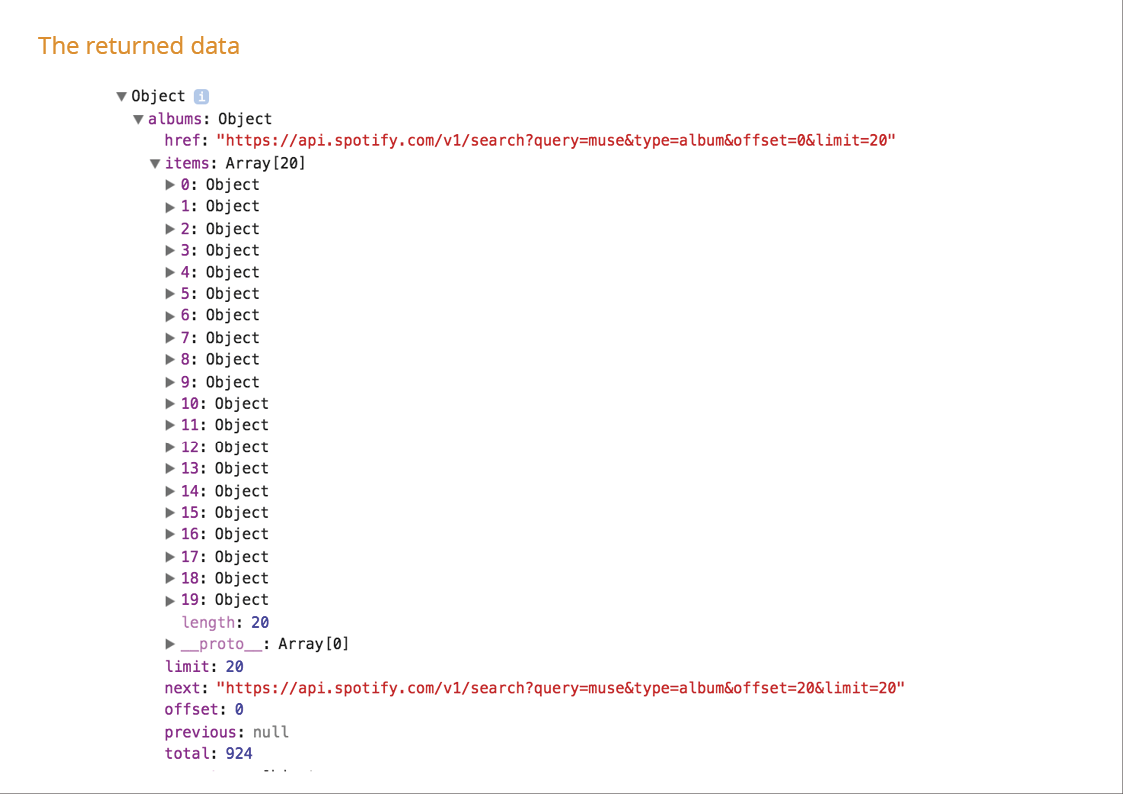 The returned data
Object i
albums: Object
href: "https://api.spotify.com/v1/search?query=muse&type=album&offset=0&limit=20"
items: Array[20]
0: Object
1: Object
2: Object
3: Object
4: Object
5: Object
6: Object
7: Object
8: Object
9: Object
10: Object
11: Object
12: Object
13: Object
14: Object
15: Object
16: Object
17: Object
18: Object
19: Object
length: 20
__proto__: Array[0]
limit: 20
next: "https://api.spotify.com/v1/search?query=muse&type=album&offset=20&limit=20"
offset: 0
previous: null
total: 924